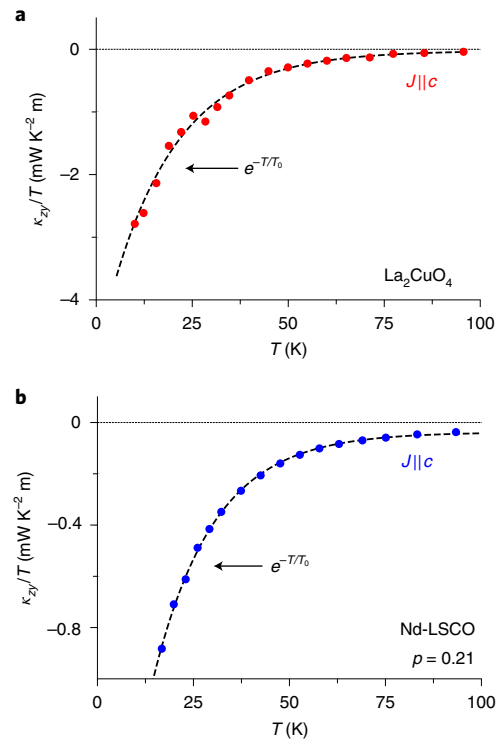 a
0
−2
−4
κzy/T (mW K⁻² m)
J||c
e^−T/T₀
La₂CuO₄
0 25 50 75 100
T (K)
b
0
−0.4
−0.8
κzy/T (mW K⁻² m)
J||c
e^−T/T₀
Nd-LSCO
p = 0.21
0 25 50 75 100
T (K)